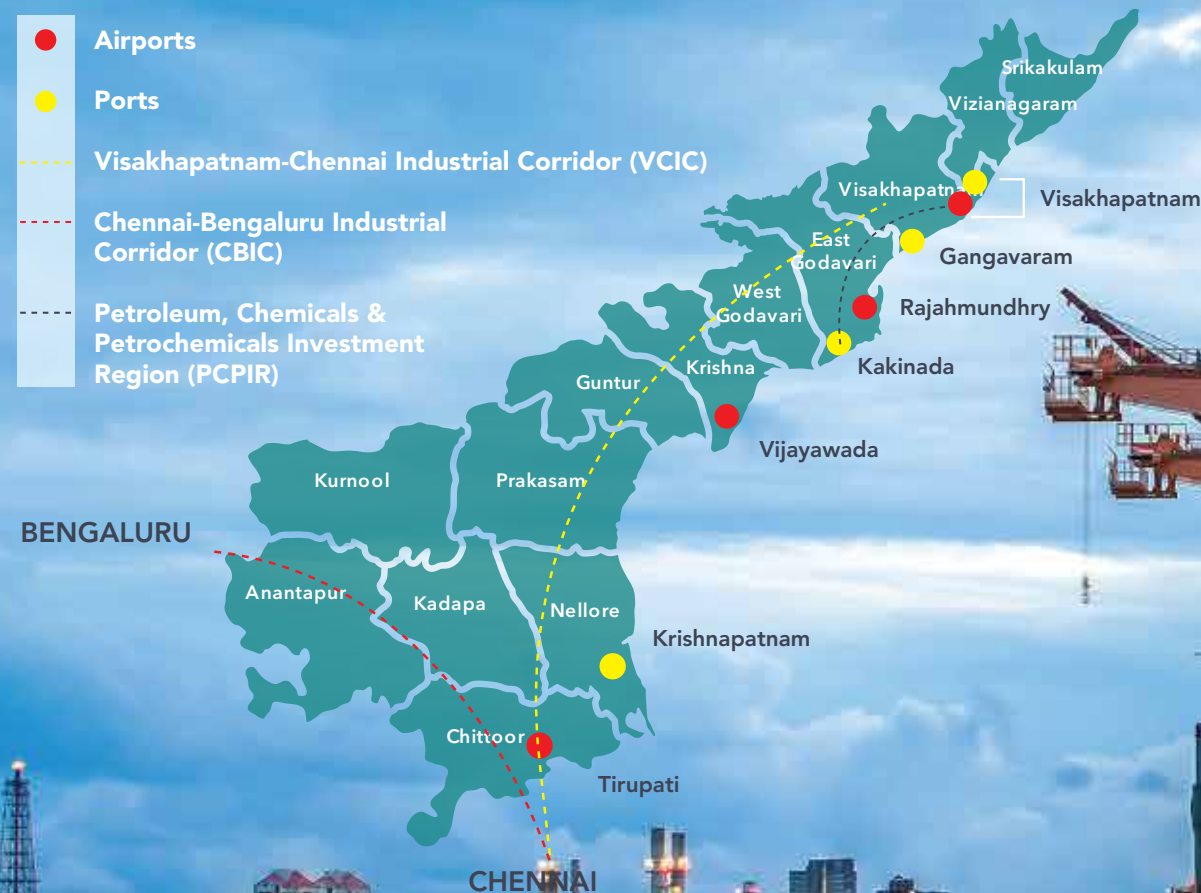 Airports
Ports
Visakhapatnam-Chennai Industrial Corridor (VCIC)
Chennai-Bengaluru Industrial
Corridor (CBIC)
Petroleum, Chemicals &
Petrochemicals Investment
Region (PCPIR)
Srikakulam
Vizianagaram
Visakhapatnam
Visakhapatnam
East
Godavari
Gangavaram
West
Godavari
Rajahmundhry
Kakinada
Krishna
Guntur
Vijayawada
Kurnool
Prakasam
BENGALURU
Anantapur
Kadapa
Nellore
Krishnapatnam
Chittoor
Tirupati
CHENNAI